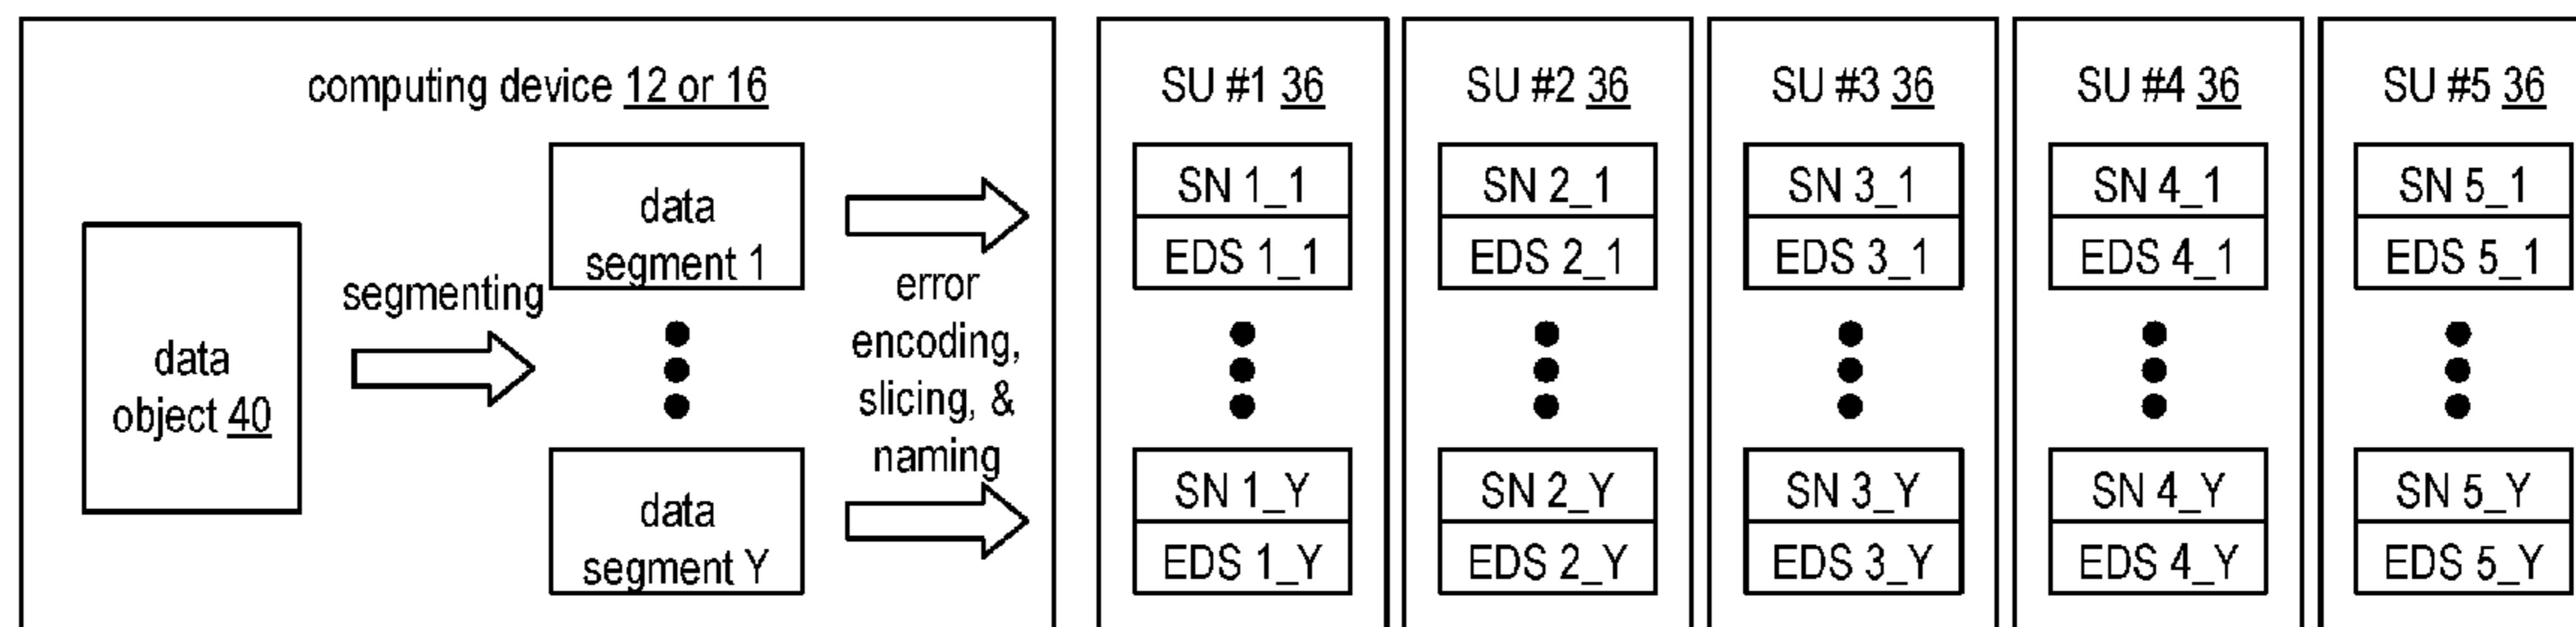 computing device 12 or 16
data
object 40
segmenting
data
segment 1
data
segment Y
error
encoding,
slicing, &
naming
SU #1 36
SN 1_1
EDS 1_1
SN 1_Y
EDS 1_Y
SU #2 36
SN 2_1
EDS 2_1
SN 2_Y
EDS 2_Y
SU #3 36
SN 3_1
EDS 3_1
SN 3_Y
EDS 3_Y
SU #4 36
SN 4_1
EDS 4_1
SN 4_Y
EDS 4_Y
SU #5 36
SN 5_1
EDS 5_1
SN 5_Y
EDS 5_Y